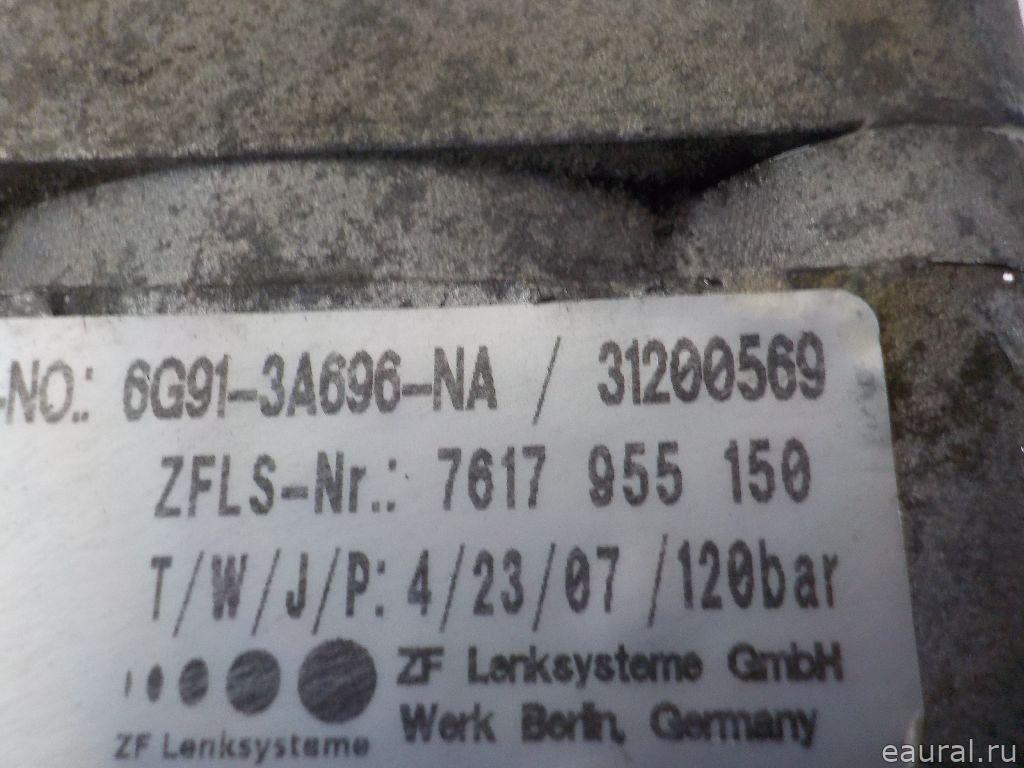 -NO.: 6G91-3A696-NA / 31200569
ZFLS-Nr.: 7617 955 150
T/W/J/P: 4/23/07 /120bar
ZF Lenksysteme GmbH
Werk Berlin, Germany
ZF Lenksysteme
eaural.ru